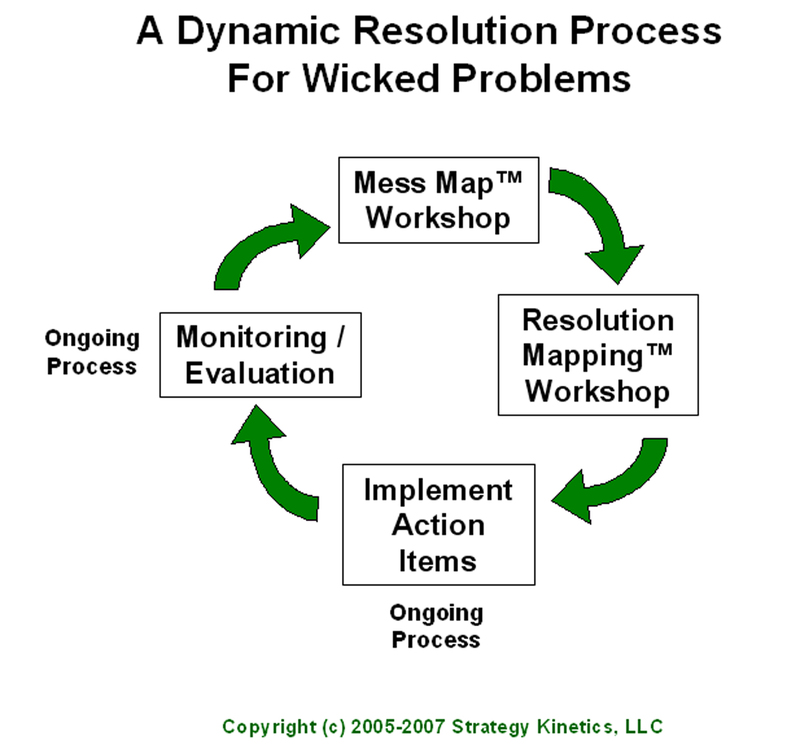 A Dynamic Resolution Process
For Wicked Problems
Mess Map™
Workshop
Resolution
Mapping™
Workshop
Ongoing
Process
Monitoring /
Evaluation
Implement
Action
Items
Ongoing
Process
Copyright (c) 2005-2007 Strategy Kinetics, LLC